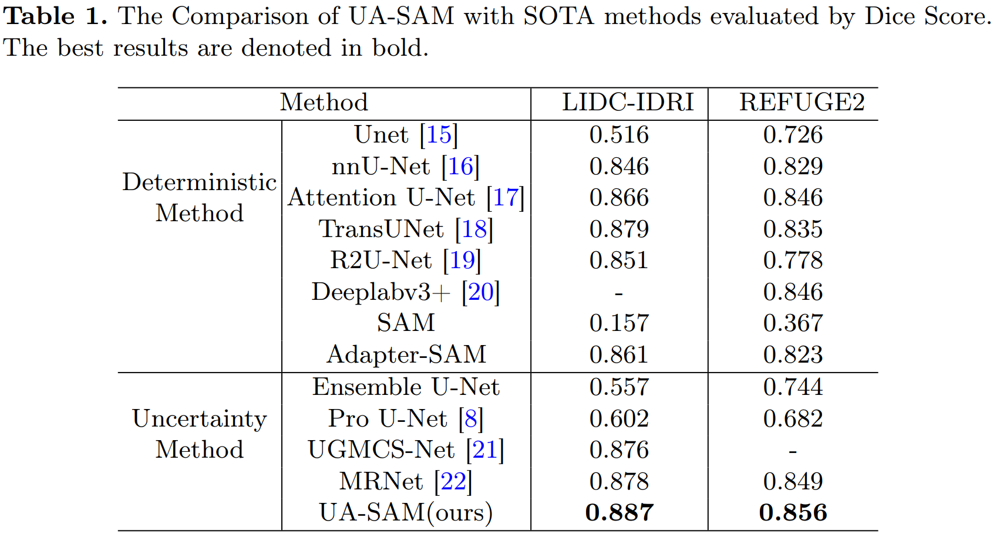 Table 1. The Comparison of UA-SAM with SOTA methods evaluated by Dice Score.
The best results are denoted in bold.
Method LIDC-IDRI REFUGE2
Deterministic Method
Unet [15] 0.516 0.726
nnU-Net [16] 0.846 0.829
Attention U-Net [17] 0.866 0.846
TransUNet [18] 0.879 0.835
R2U-Net [19] 0.851 0.778
Deeplabv3+ [20] - 0.846
SAM 0.157 0.367
Adapter-SAM 0.861 0.823
Uncertainty Method
Ensemble U-Net 0.557 0.744
Pro U-Net [8] 0.602 0.682
UGMCS-Net [21] 0.876 -
MRNet [22] 0.878 0.849
UA-SAM(ours) 0.887 0.856